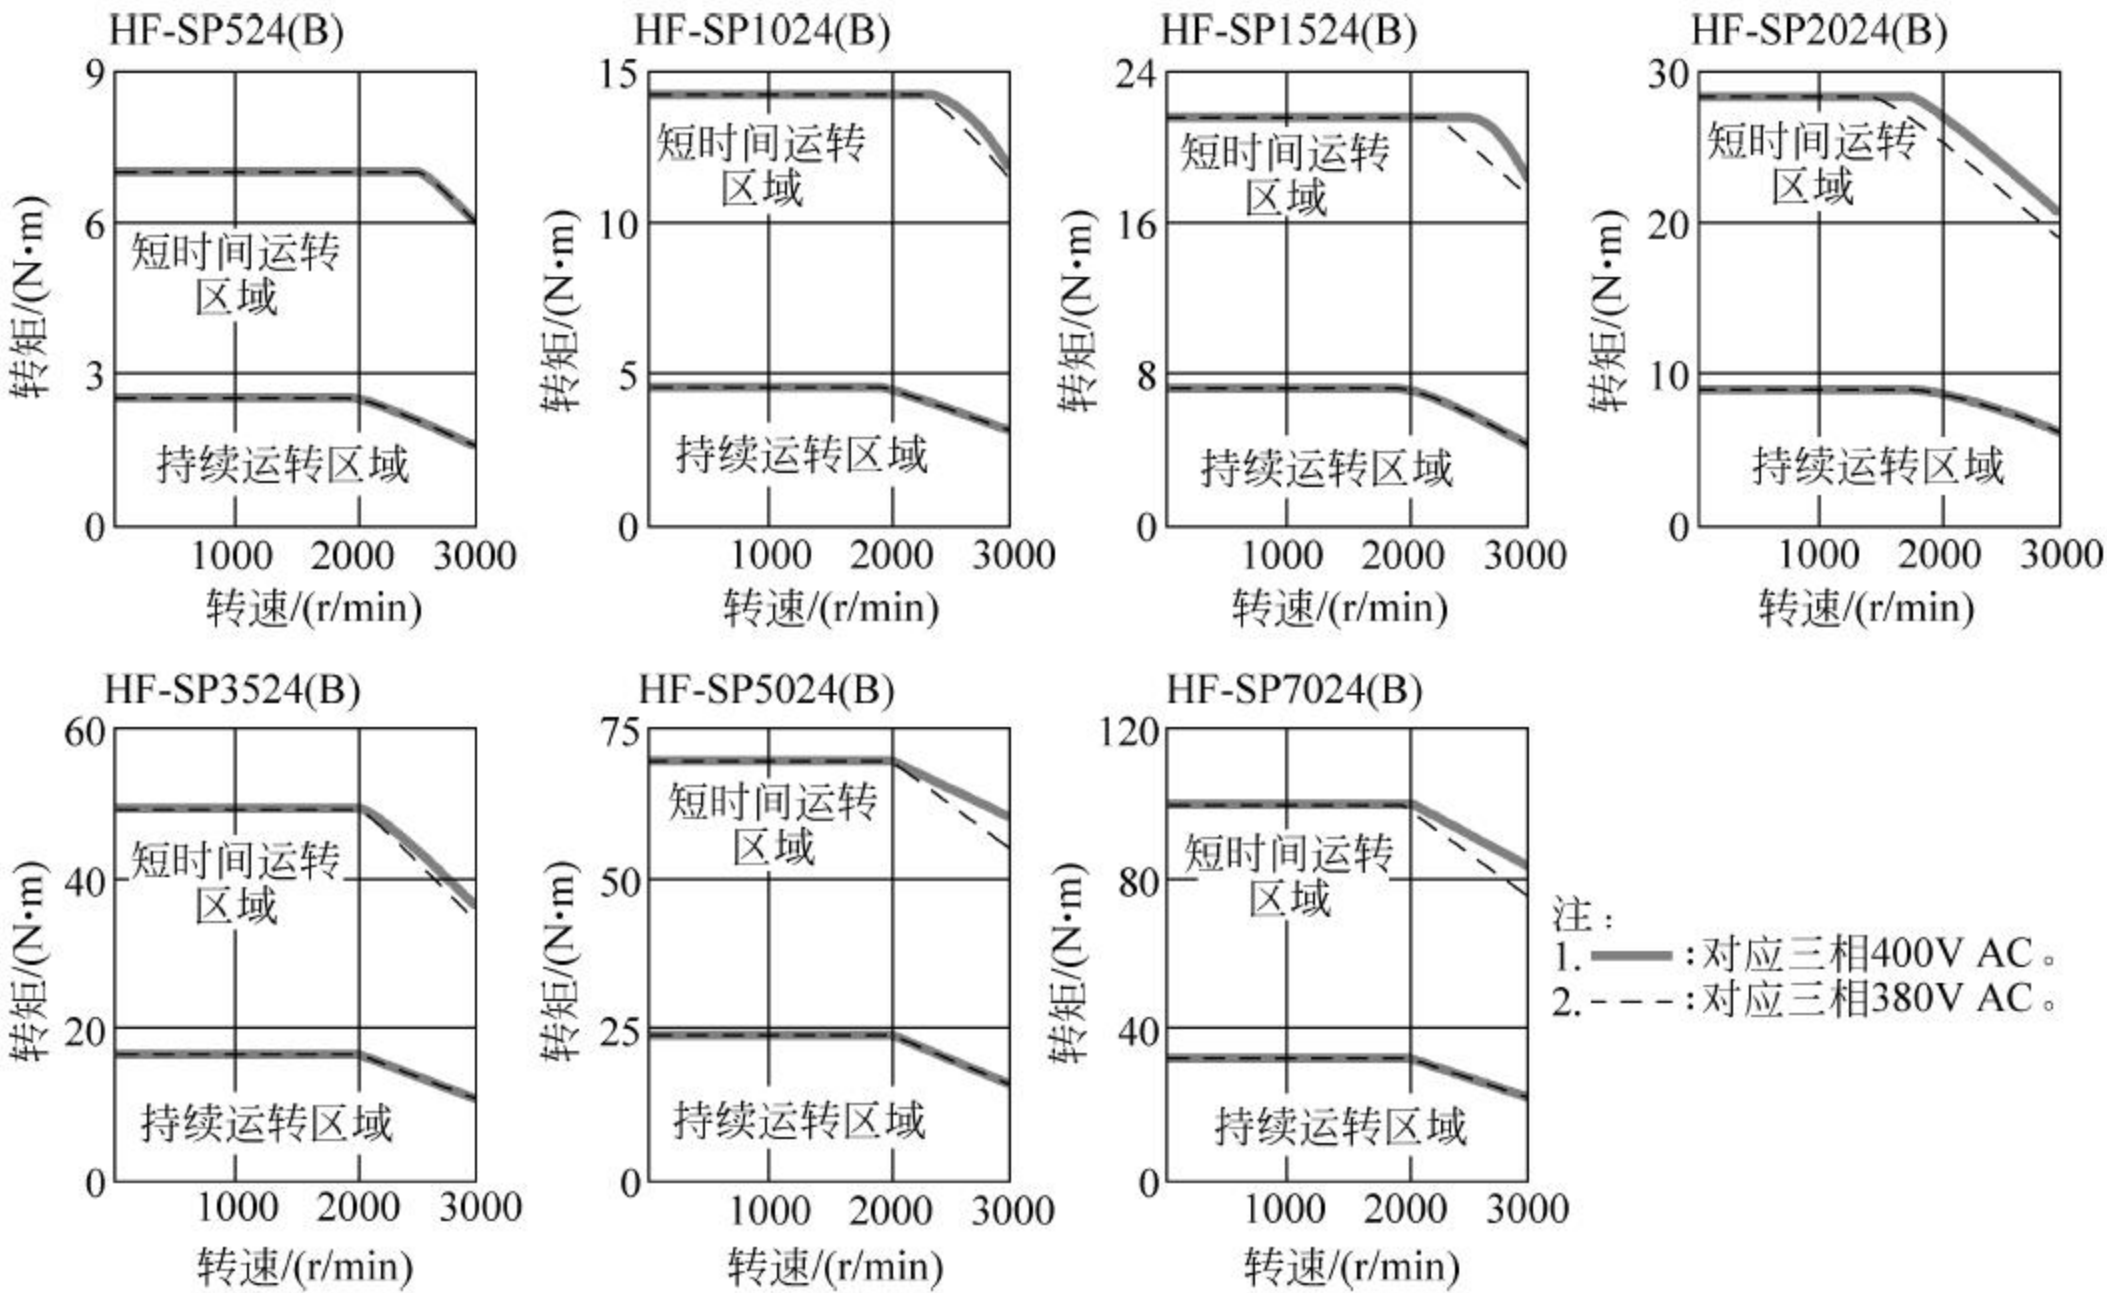 HF-SP524(B)
9
6
3
0
转矩/(N·m)
短时间运转
区域
持续运转区域
1000 2000 3000
转速/(r/min)
HF-SP1024(B)
15
10
5
0
转矩/(N·m)
短时间运转
区域
持续运转区域
1000 2000 3000
转速/(r/min)
HF-SP1524(B)
24
16
8
0
转矩/(N·m)
短时间运转
区域
持续运转区域
1000 2000 3000
转速/(r/min)
HF-SP2024(B)
30
20
10
0
转矩/(N·m)
短时间运转
区域
持续运转区域
1000 2000 3000
转速/(r/min)
HF-SP3524(B)
60
40
20
0
转矩/(N·m)
短时间运转
区域
持续运转区域
1000 2000 3000
转速/(r/min)
HF-SP5024(B)
75
50
25
0
转矩/(N·m)
短时间运转
区域
持续运转区域
1000 2000 3000
转速/(r/min)
HF-SP7024(B)
120
80
40
0
转矩/(N·m)
短时间运转
区域
持续运转区域
1000 2000 3000
转速/(r/min)
注：
1. :对应三相400V AC。
2. :对应三相380V AC。